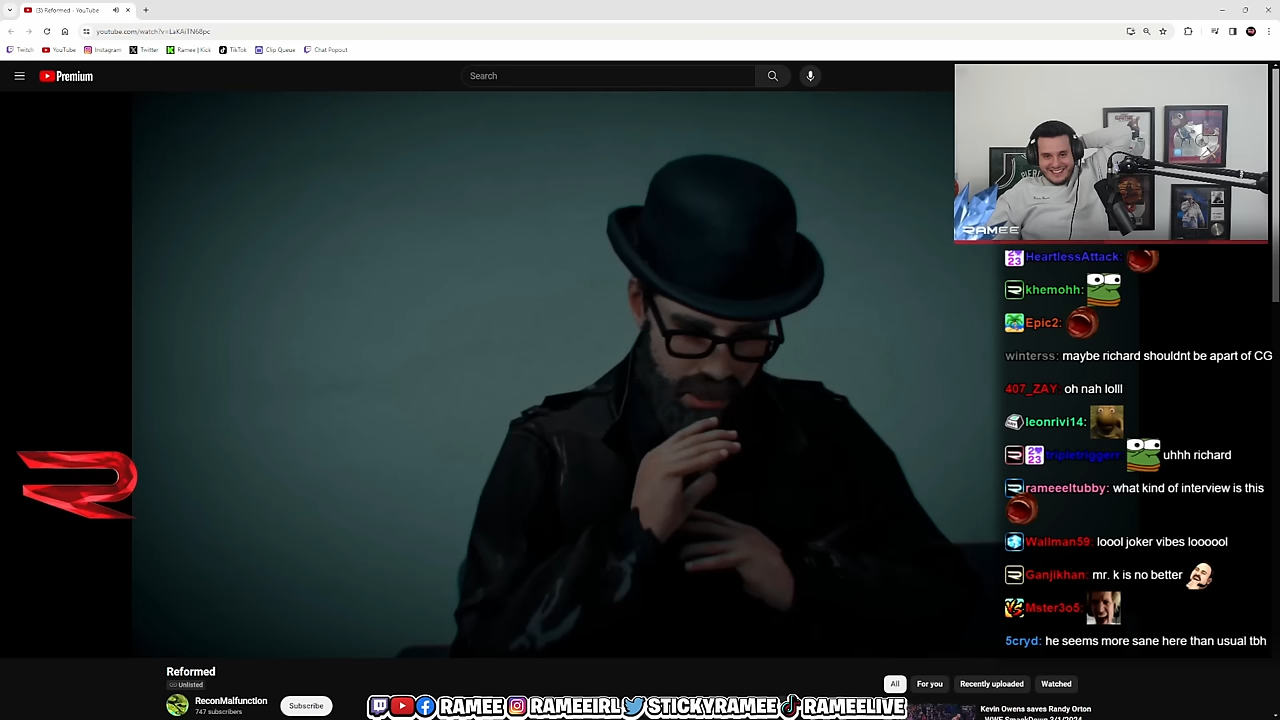 (3) Reformed - YouTube
youtube.com/watch?v=LaKAiTN68pc
Twitch
YouTube
Instagram
Twitter
Ramee | Kick
TikTok
Clip Queue
Chat Popout
Premium
Search
RAMEE
HeartlessAttack:
khemohh:
Epic2:
winterss: maybe richard shouldnt be apart of CG
407_ZAY: oh nah lolll
leonrivi14:
tripletriggerr uhhh richard
rameeeltubby: what kind of interview is this
Wallman59: loool joker vibes loooool
Ganjikhan: mr. k is no better
Mster3o5:
5cryd: he seems more sane here than usual tbh
Reformed
Unlisted
ReconMalfunction
747 subscribers
Subscribe
All
For you
Recently uploaded
Watched
RAMEE
RAMEEIRL
STICKYRAMEE
RAMEELIVE
Kevin Owens saves Randy Orton